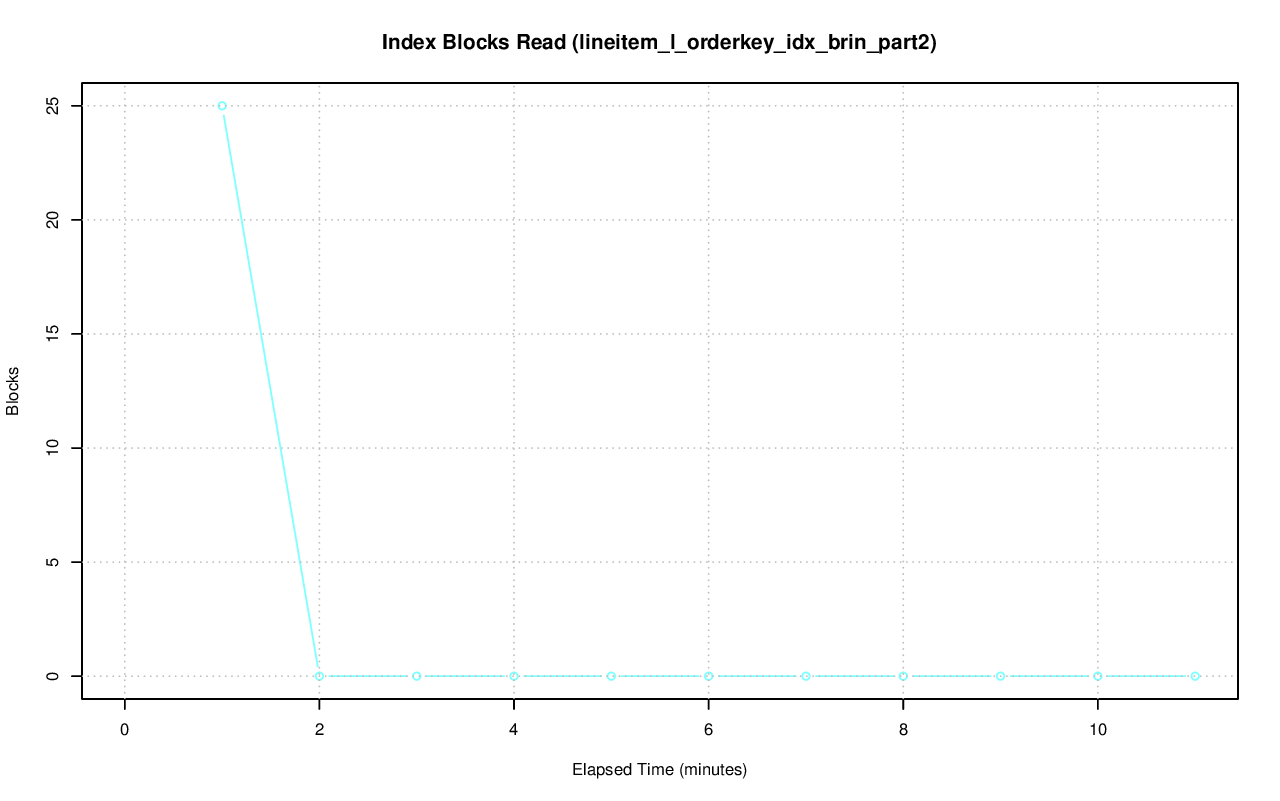 Index Blocks Read (lineitem_l_orderkey_idx_brin_part2)
25
20
15
10
5
0
Blocks
0 2 4 6 8 10
Elapsed Time (minutes)